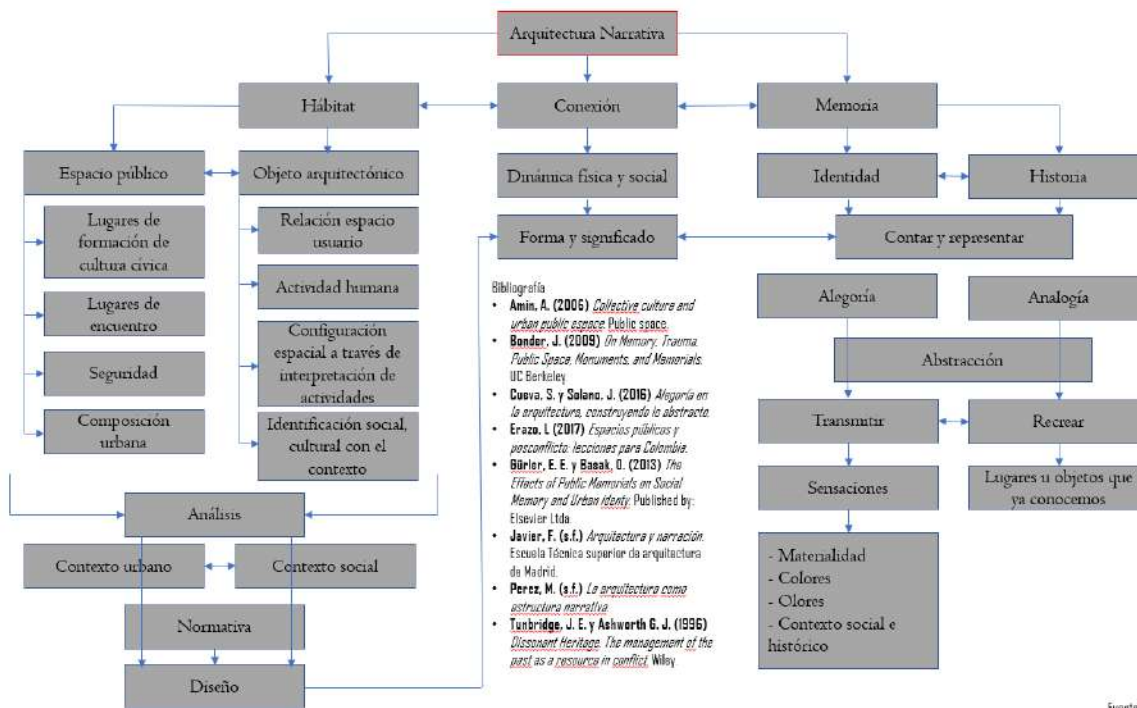 Arquitectura Narrativa
Hábitat
Conexión
Memoria
Espacio público
Objeto arquitectónico
Dinámica física y social
Identidad
Historia
Lugares de
formación de
cultura cívica
Relación espacio
usuario
Forma y significado
Contar y representar
Lugares de
encuentro
Actividad humana
Seguridad
Configuración
espacial a través de
interpretación de
actividades
Composición
urbana
Identificación social,
cultural con el
contexto
Análisis
Contexto urbano
Contexto social
Normativa
Diseño
Bibliografía
• Amin, A. (2006) Collective culture and
urban public espace. Public space.
• Bonder, J. (2009) On Memory, Trauma,
Public Space, Monuments, and Memorials.
UC Berkeley
• Cueva, S. y Solano, J. (2016) Alegoría en
la arquitectura, construyendo lo abstracto.
• Erazo, I. (2017) Espacios públicos y
posconflicto: lecciones para Colombia.
• Gürler, E. E. y Basak, O. (2013) The
Effects of Public Memorials on Social
Memory and Urban Identy. Published by:
Elsevier Ltda.
• Javier, F. (s.f.) Arquitectura y narración.
Escuela Técnica superior de arquitectura
de Madrid.
• Perez, M. (s.f.) La arquitectura como
estructura narrativa
• Tunbridge, J. E. y Ashworth G. J. (1996)
Dissonant Heritage. The management of the
past as a resource in conflict. Wiley
Alegoría
Analogía
Abstracción
Transmitir
Recrear
Sensaciones
Lugares u objetos que
ya conocemos
- Materialidad
- Colores
- Olores
- Contexto social e
histórico